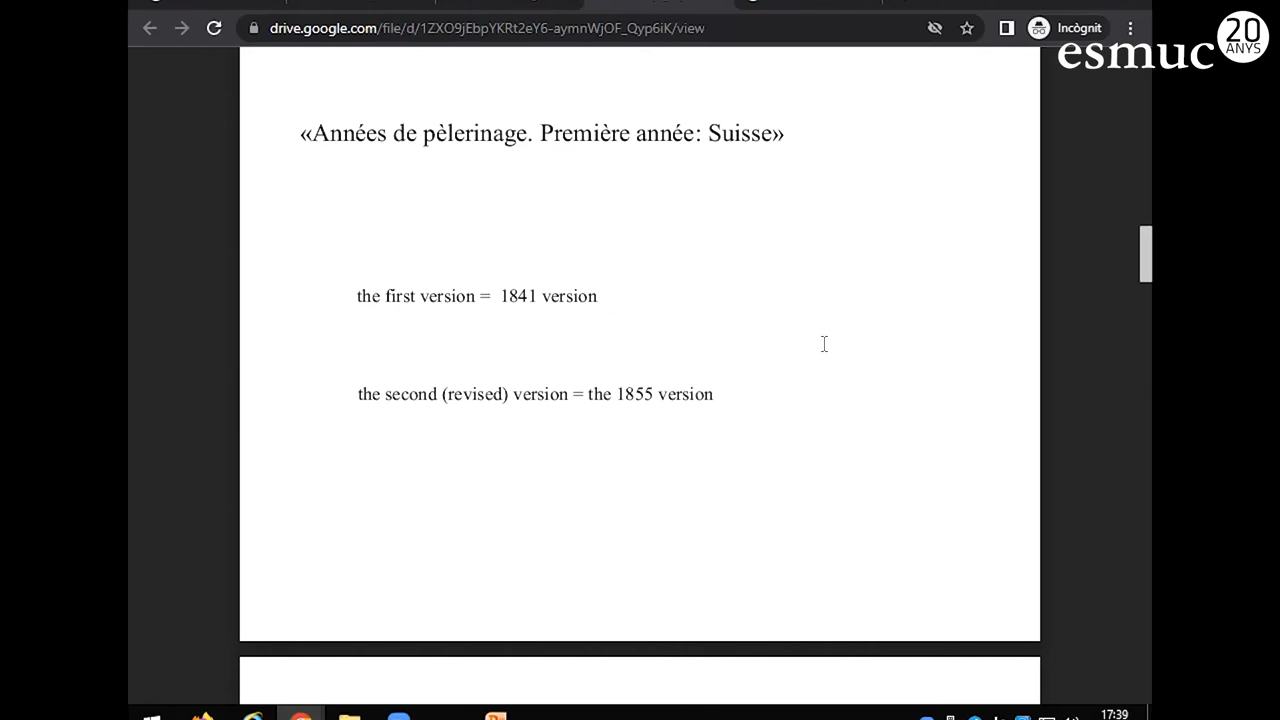 drive.google.com/file/d/1ZXO9jEbpYKRt2eY6-aymnWjOF_Qyp6iK/view
Incògnit
esmuc
20
ANYS
«Années de pèlerinage. Première année: Suisse»
the first version = 1841 version
the second (revised) version = the 1855 version
17:39